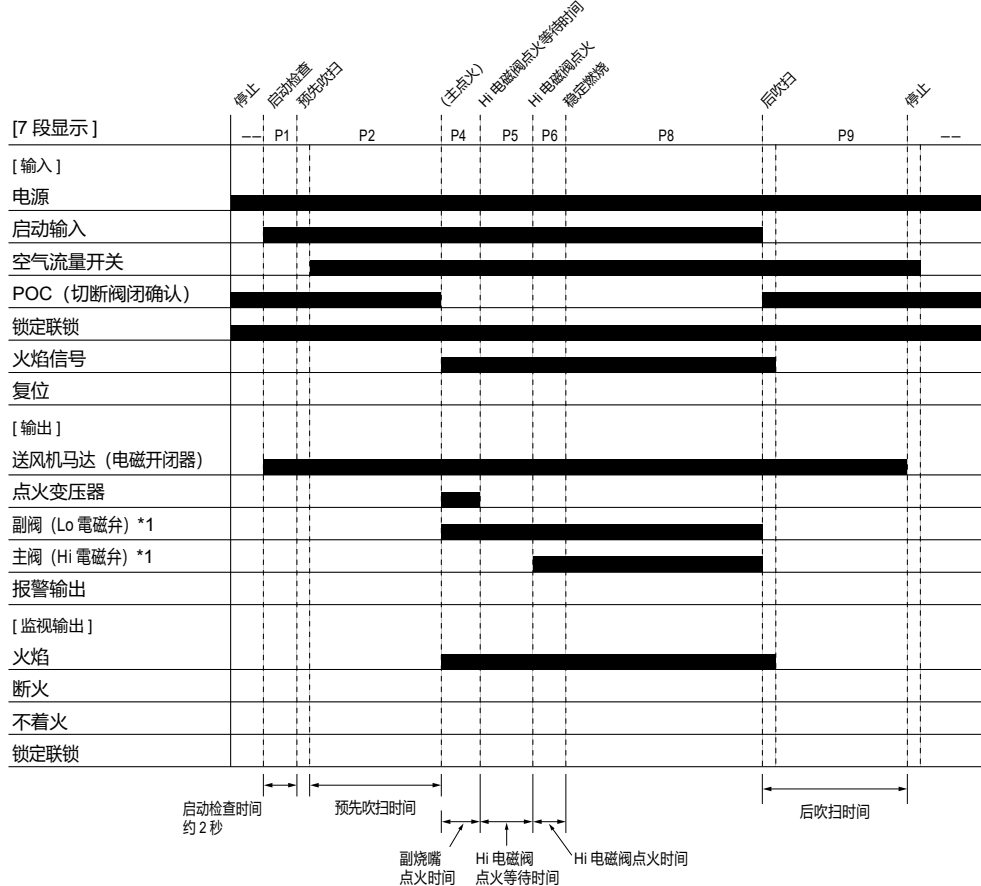 停止
启动检查
预先吹扫
(主点火)
Hi 电磁阀点火等待时间
Hi 电磁阀点火
稳定燃烧
后吹扫
停止
[7 段显示 ]
—— P1 P2 P4 P5 P6 P8 P9 ——
[ 输入 ]
电源
启动输入
空气流量开关
POC（切断阀闭确认）
锁定联锁
火焰信号
复位
[ 输出 ]
送风机马达（电磁开闭器）
点火变压器
副阀（Lo 電磁弁）*1
主阀（Hi 電磁弁）*1
报警输出
[ 监视输出 ]
火焰
断火
不着火
锁定联锁
启动检查时间
约 2 秒
预先吹扫时间
后吹扫时间
副烧嘴
点火时间
Hi 电磁阀
点火等待时间
Hi 电磁阀点火时间